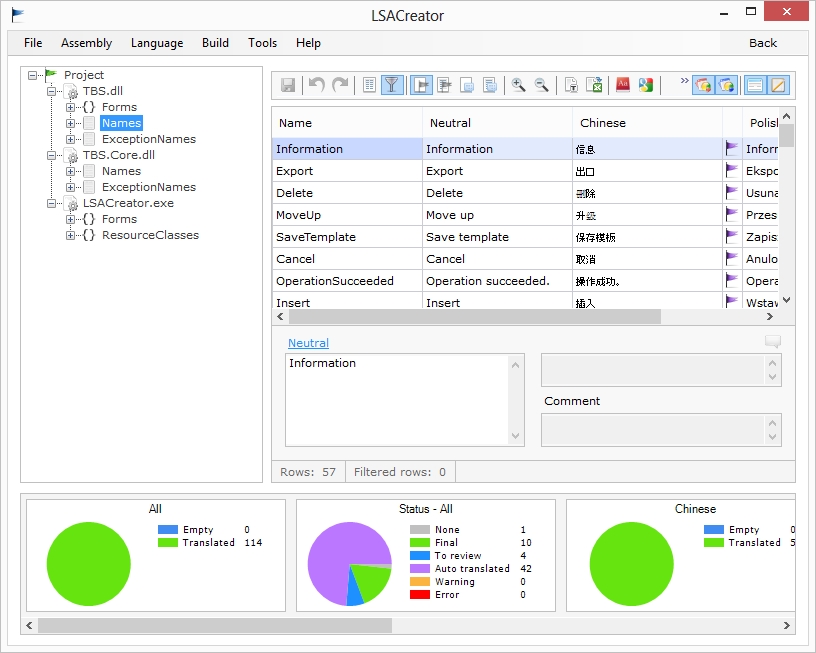 LSACreator
File Assembly Language Build Tools Help Back
Project
TBS.dll
Forms
Names
ExceptionNames
TBS.Core.dll
Names
ExceptionNames
LSACreator.exe
Forms
ResourceClasses
Name Neutral Chinese Polish
Information Information 信息 Infor
Export Export 出口 Ekspo
Delete Delete 删除 Usuna
MoveUp Move up 升级 Przes
SaveTemplate Save template 保存模板 Zapisz
Cancel Cancel 取消 Anulo
OperationSucceeded Operation succeeded. 操作成功。 Opera
Insert Insert 插入 Wstaw
Neutral
Information
Comment
Rows: 57 Filtered rows: 0
All
Empty 0
Translated 114
Status - All
None 1
Final 10
To review 4
Auto translated 42
Warning 0
Error 0
Chinese
Empty 0
Translated 5